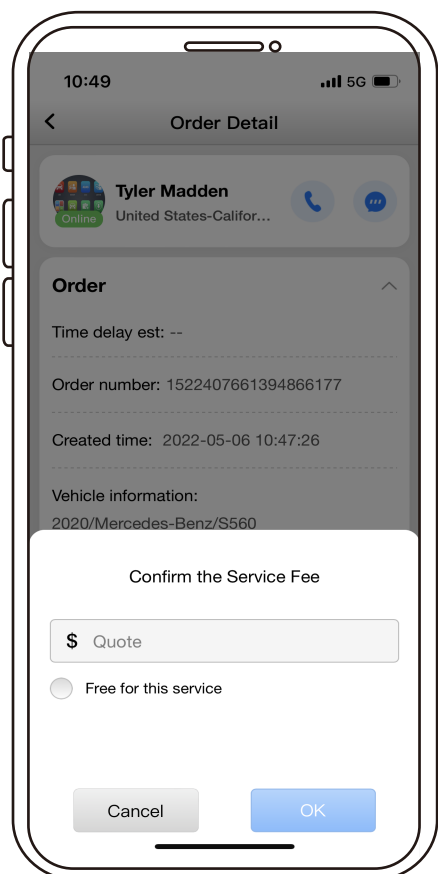 10:49
5G
Order Detail
Tyler Madden
Online
United States-Califor...
Order
Time delay est: --
Order number: 1522407661394866177
Created time: 2022-05-06 10:47:26
Vehicle information:
2020/Mercedes-Benz/S560
Confirm the Service Fee
$ Quote
Free for this service
Cancel
OK